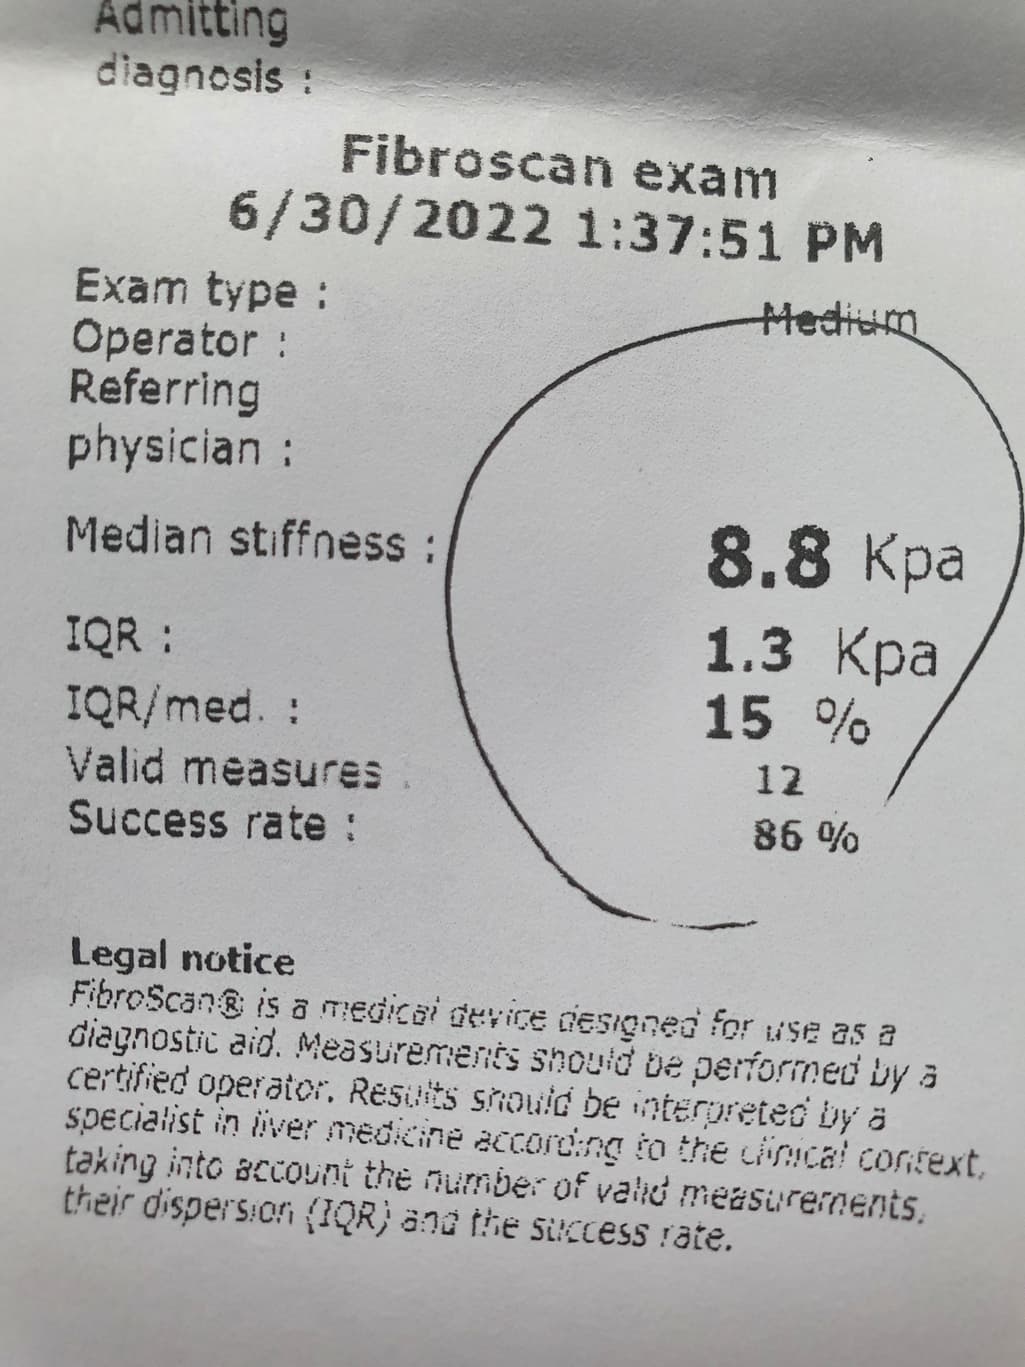 Admitting
diagnosis :
Fibroscan exam
6/30/2022 1:37:51 PM
Exam type : Medium
Operator :
Referring
physician :
Median stiffness : 8.8 Kpa
IQR : 1.3 Kpa
IQR/med. : 15 %
Valid measures : 12
Success rate : 86 %
Legal notice
FibroScan® is a medical device designed for use as a
diagnostic aid. Measurements should be performed by a
certified operator. Results should be interpreted by a
specialist in liver medicine according to the clinical context,
taking into account the number of valid measurements,
their dispersion (IQR) and the success rate.